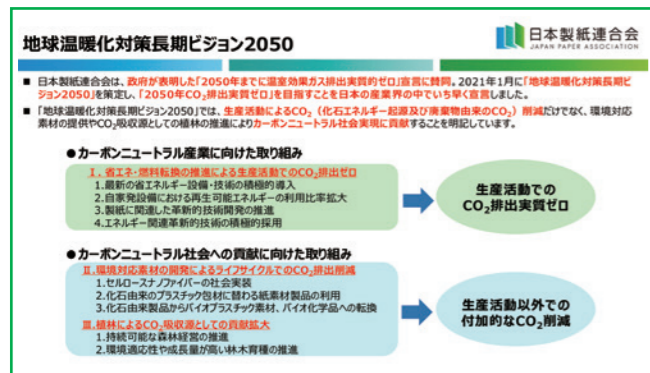 地球温暖化対策長期ビジョン2050
日本製紙連合会
JAPAN PAPER ASSOCIATION
■ 日本製紙連合会は、政府が表明した「2050年までに温室効果ガス排出実質的ゼロ」宣言に賛同。2021年1月に「地球温暖化対策長期ビ
ジョン2050」を策定し、「2050年CO₂排出実質ゼロ」を目指すことを日本の産業界の中でいち早く宣言しました。
■ 「地球温暖化対策長期ビジョン2050」では、生産活動によるCO₂（化石エネルギー起源及び廃棄物由来のCO₂）削減だけでなく、環境対応
素材の提供やCO₂吸収源としての植林の推進によりカーボンニュートラル社会実現に貢献することを明記しています。
●カーボンニュートラル産業に向けた取り組み
Ⅰ．省エネ・燃料転換の推進による生産活動でのCO₂排出ゼロ
1.最新の省エネルギー設備・技術の積極的導入
2.自家発設備における再生可能エネルギーの利用比率拡大
3.製紙に関連した革新的技術開発の推進
4.エネルギー関連革新的技術の積極的採用
生産活動での
CO₂排出実質ゼロ
●カーボンニュートラル社会への貢献に向けた取り組み
Ⅱ.環境対応素材の開発によるライフサイクルでのCO₂排出削減
1.セルロースナノファイバーの社会実装
2.化石由来のプラスチック包材に替わる紙素材製品の利用
3.化石由来製品からバイオプラスチック素材、バイオ化学品への転換
Ⅲ.植林によるCO₂吸収源としての貢献拡大
1.持続可能な森林経営の推進
2.環境適応性や成長量が高い林木育種の推進
生産活動以外での
付加的なCO₂削減